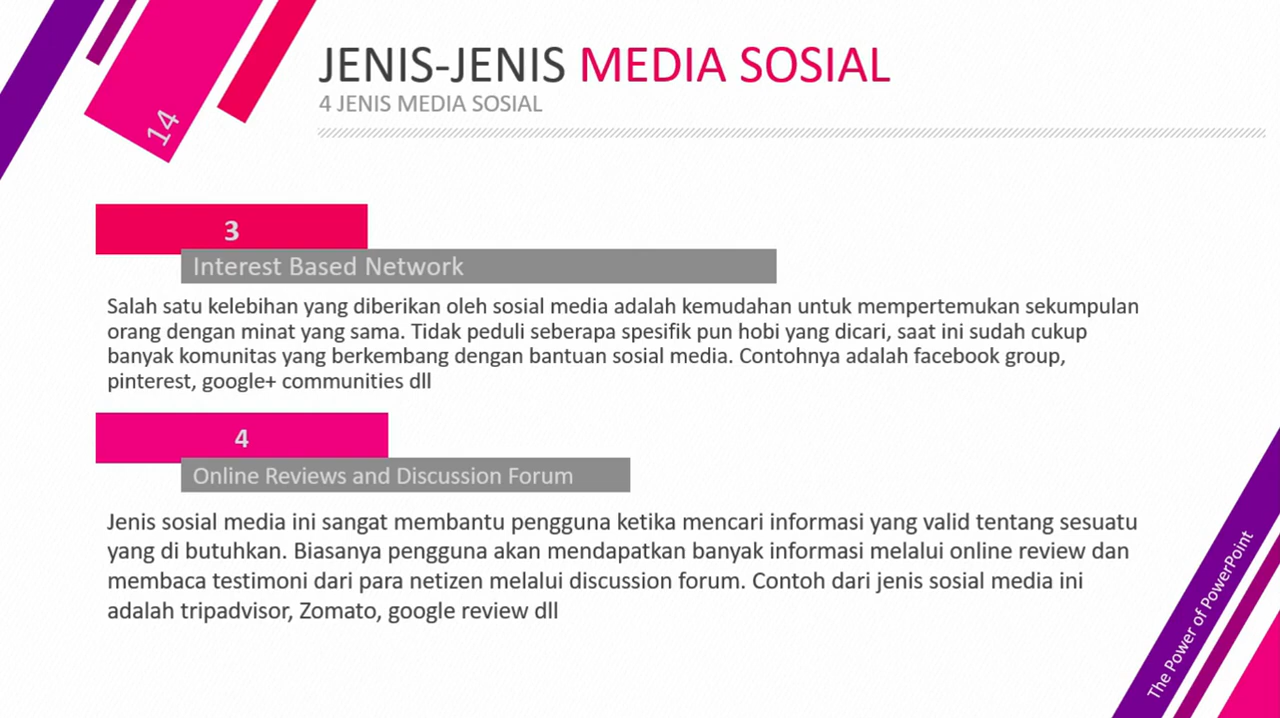 14
JENIS-JENIS MEDIA SOSIAL
4 JENIS MEDIA SOSIAL
3
Interest Based Network
Salah satu kelebihan yang diberikan oleh sosial media adalah kemudahan untuk mempertemukan sekumpulan
orang dengan minat yang sama. Tidak peduli seberapa spesifik pun hobi yang dicari, saat ini sudah cukup
banyak komunitas yang berkembang dengan bantuan sosial media. Contohnya adalah facebook group,
pinterest, google+ communities dll
4
Online Reviews and Discussion Forum
Jenis sosial media ini sangat membantu pengguna ketika mencari informasi yang valid tentang sesuatu
yang di butuhkan. Biasanya pengguna akan mendapatkan banyak informasi melalui online review dan
membaca testimoni dari para netizen melalui discussion forum. Contoh dari jenis sosial media ini
adalah tripadvisor, Zomato, google review dll
The Power of PowerPoint